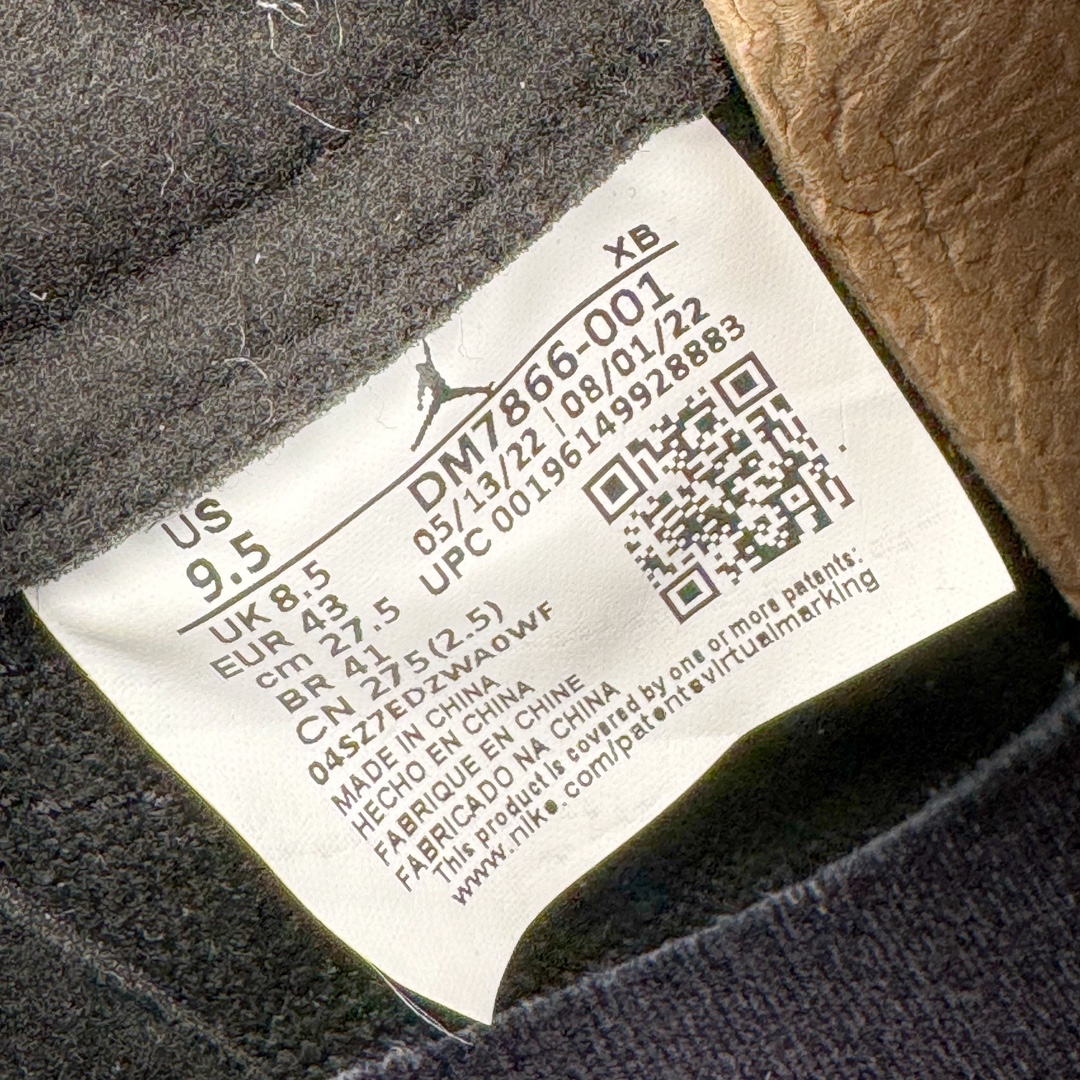 XB
US
9.5
DM7866-001
05/13/22 | 08/01/22
UPC 00196149928883
UK 8.5
EUR 43
cm 27.5
BR 41
CN 275 (2.5)
04SZ7EDZWA0WF
MADE IN CHINA
HECHO EN CHINA
FABRIQUE EN CHINE
FABRICADO NA CHINA
This product is covered by one or more patents:
www.nike.com/patentsvirtualmarking